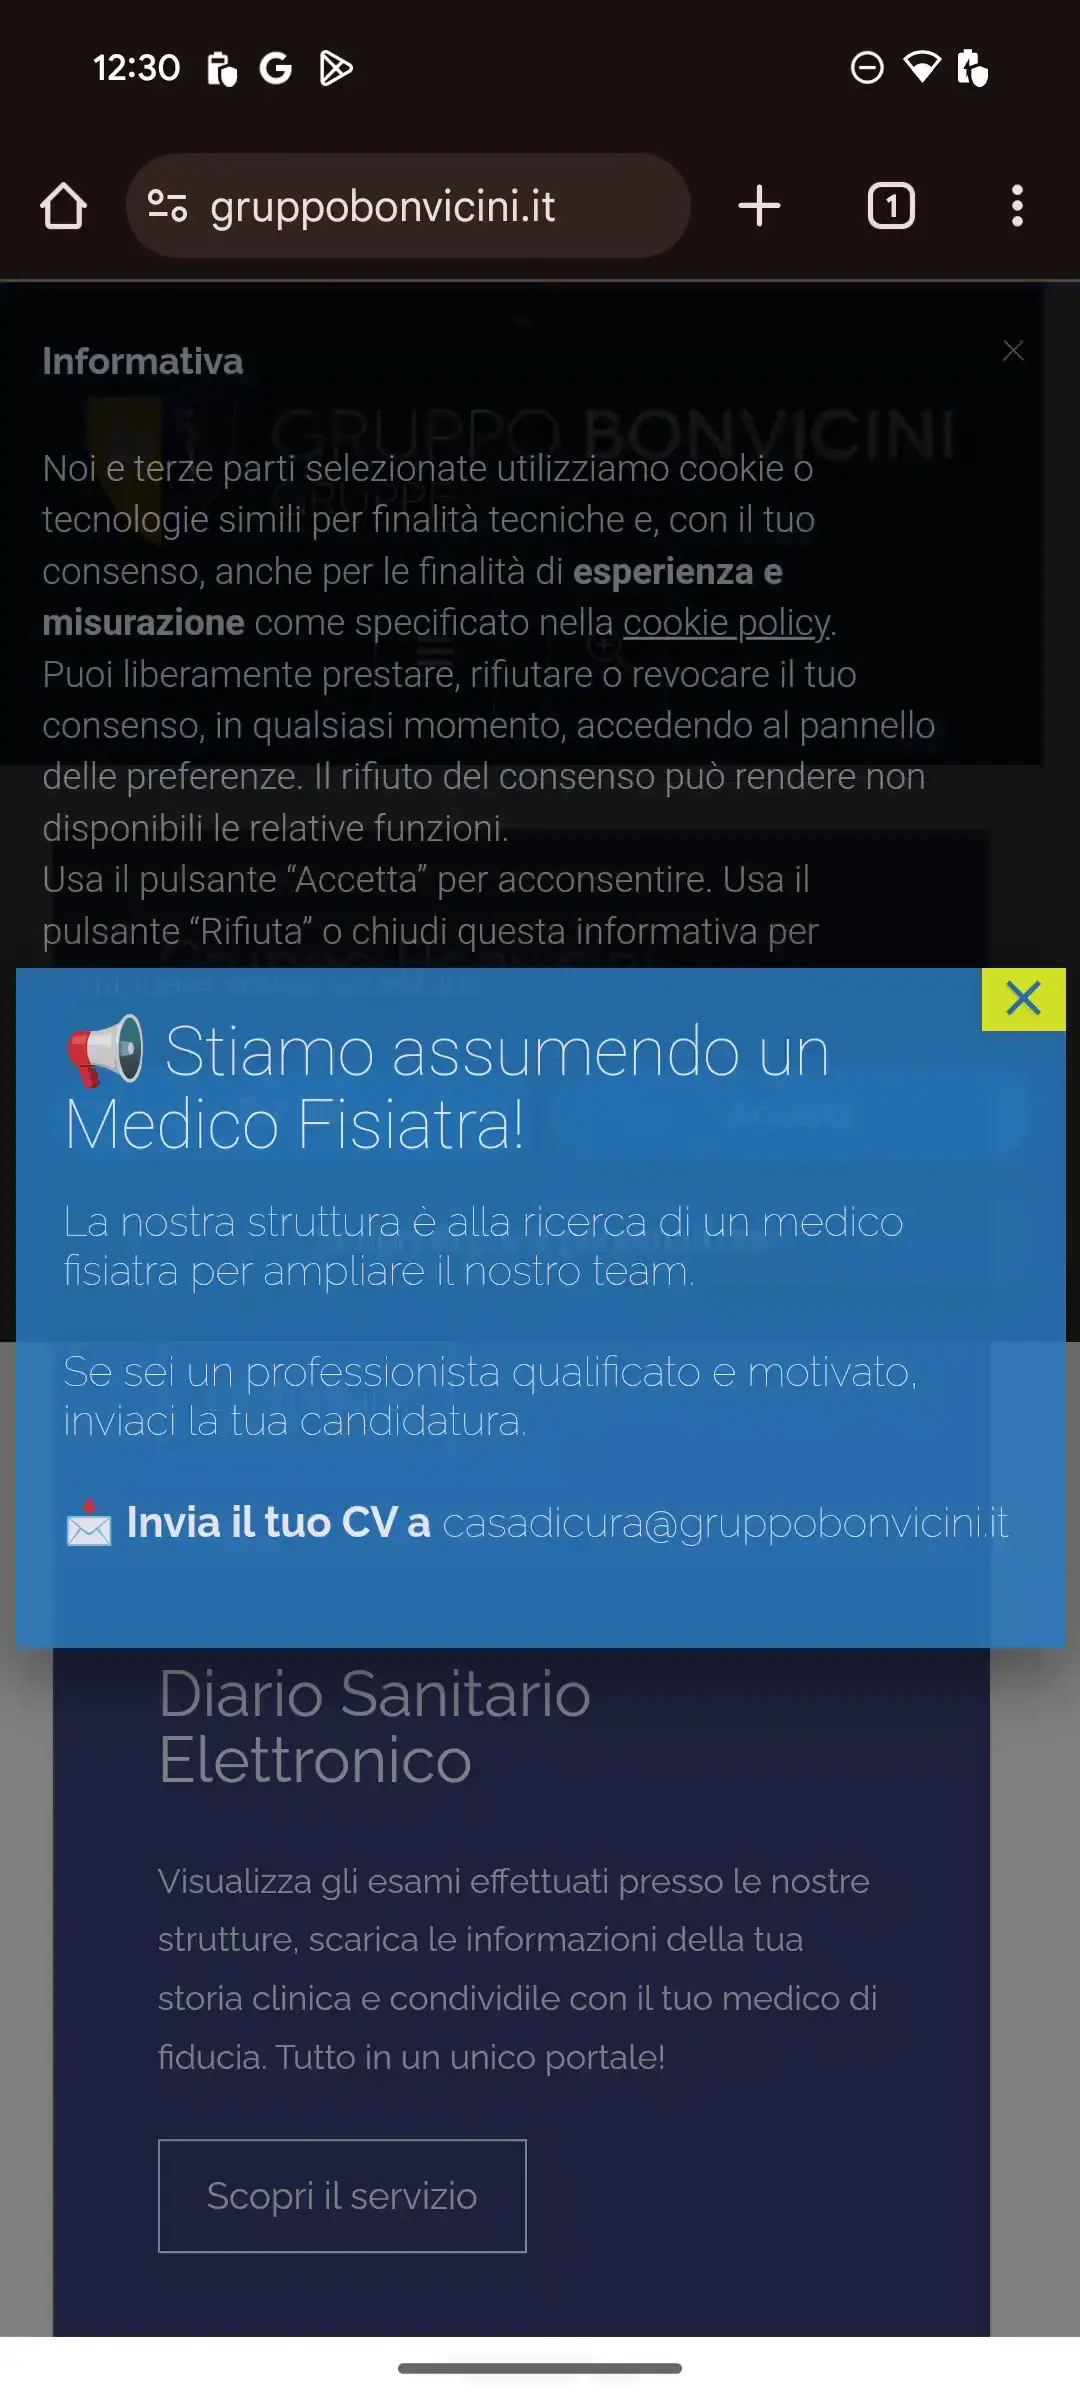 12:30
gruppobonvicini.it
1
Informativa
GRUPPO BONVICINI
GRUPPE
Noi e terze parti selezionate utilizziamo cookie o
tecnologie simili per finalità tecniche e, con il tuo
consenso, anche per le finalità di esperienza e
misurazione come specificato nella cookie policy.
Puoi liberamente prestare, rifiutare o revocare il tuo
consenso, in qualsiasi momento, accedendo al pannello
delle preferenze. Il rifiuto del consenso può rendere non
disponibili le relative funzioni.
Usa il pulsante “Accetta” per acconsentire. Usa il
pulsante “Rifiuta” o chiudi questa informativa per
📢 Stiamo assumendo un
Medico Fisiatra!
La nostra struttura è alla ricerca di un medico
fisiatra per ampliare il nostro team.
Se sei un professionista qualificato e motivato,
inviaci la tua candidatura.
📩 Invia il tuo CV a casadicura@gruppobonvicini.it
Diario Sanitario
Elettronico
Visualizza gli esami effettuati presso le nostre
strutture, scarica le informazioni della tua
storia clinica e condividile con il tuo medico di
fiducia. Tutto in un unico portale!
Scopri il servizio